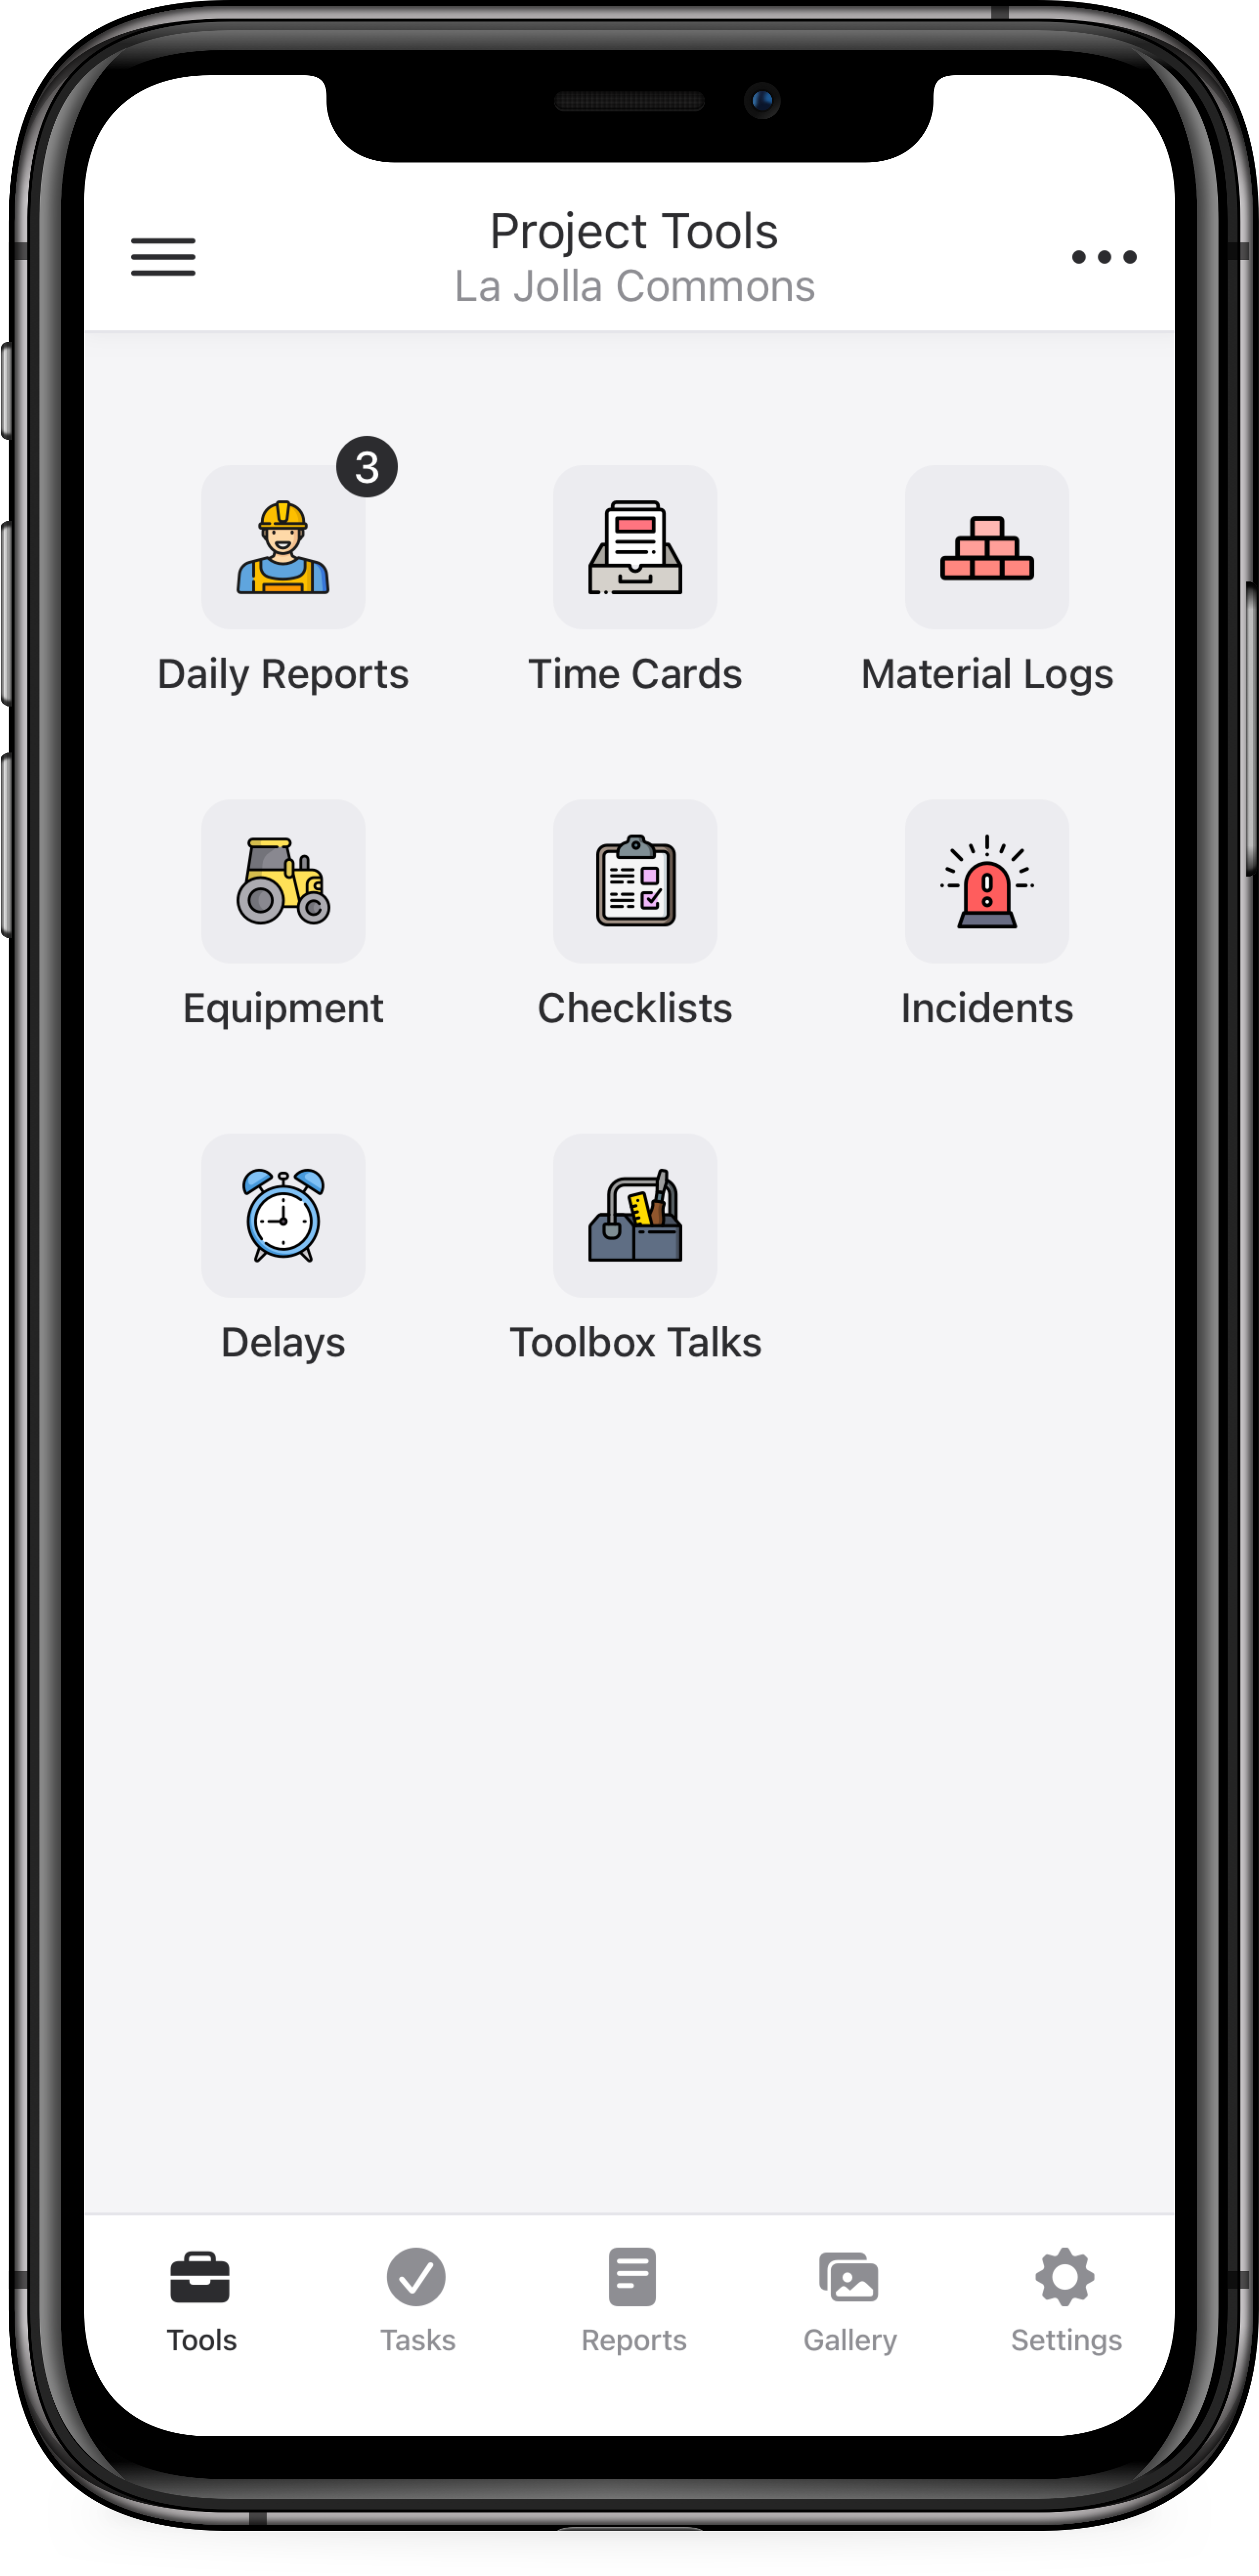 Project Tools
La Jolla Commons
3
Daily Reports
Time Cards
Material Logs
Equipment
Checklists
Incidents
Delays
Toolbox Talks
Tools
Tasks
Reports
Gallery
Settings